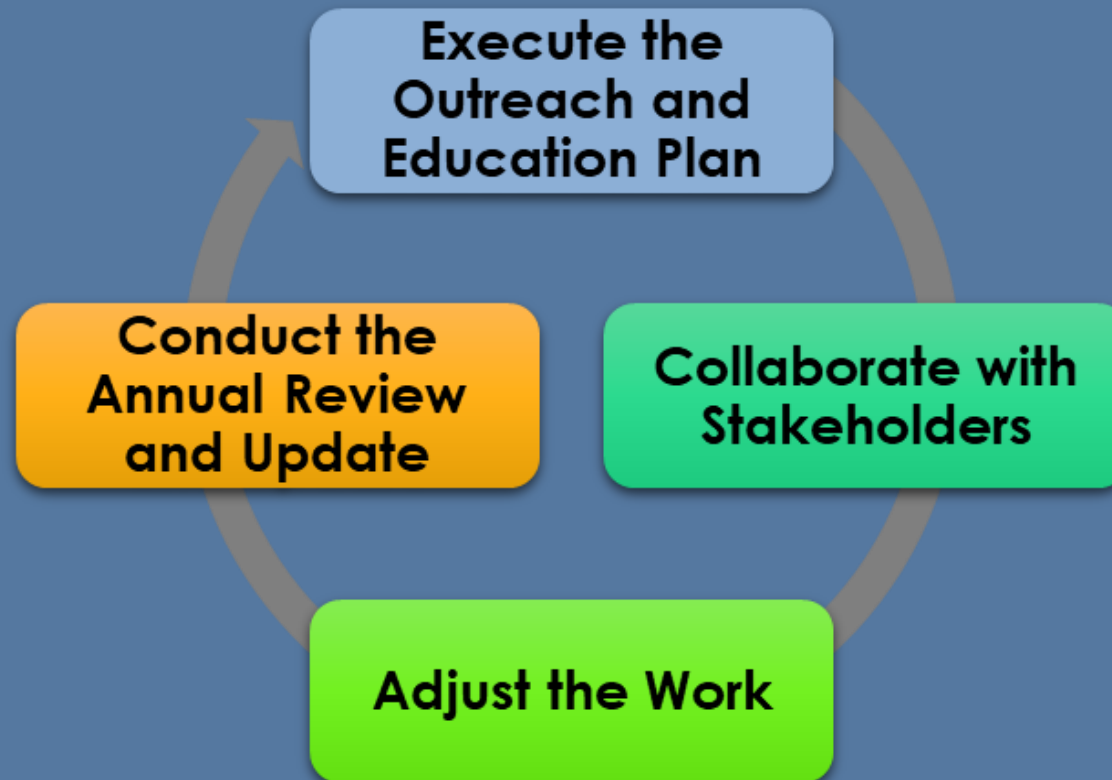 Execute the
Outreach and
Education Plan
Conduct the
Annual Review
and Update
Collaborate with
Stakeholders
Adjust the Work